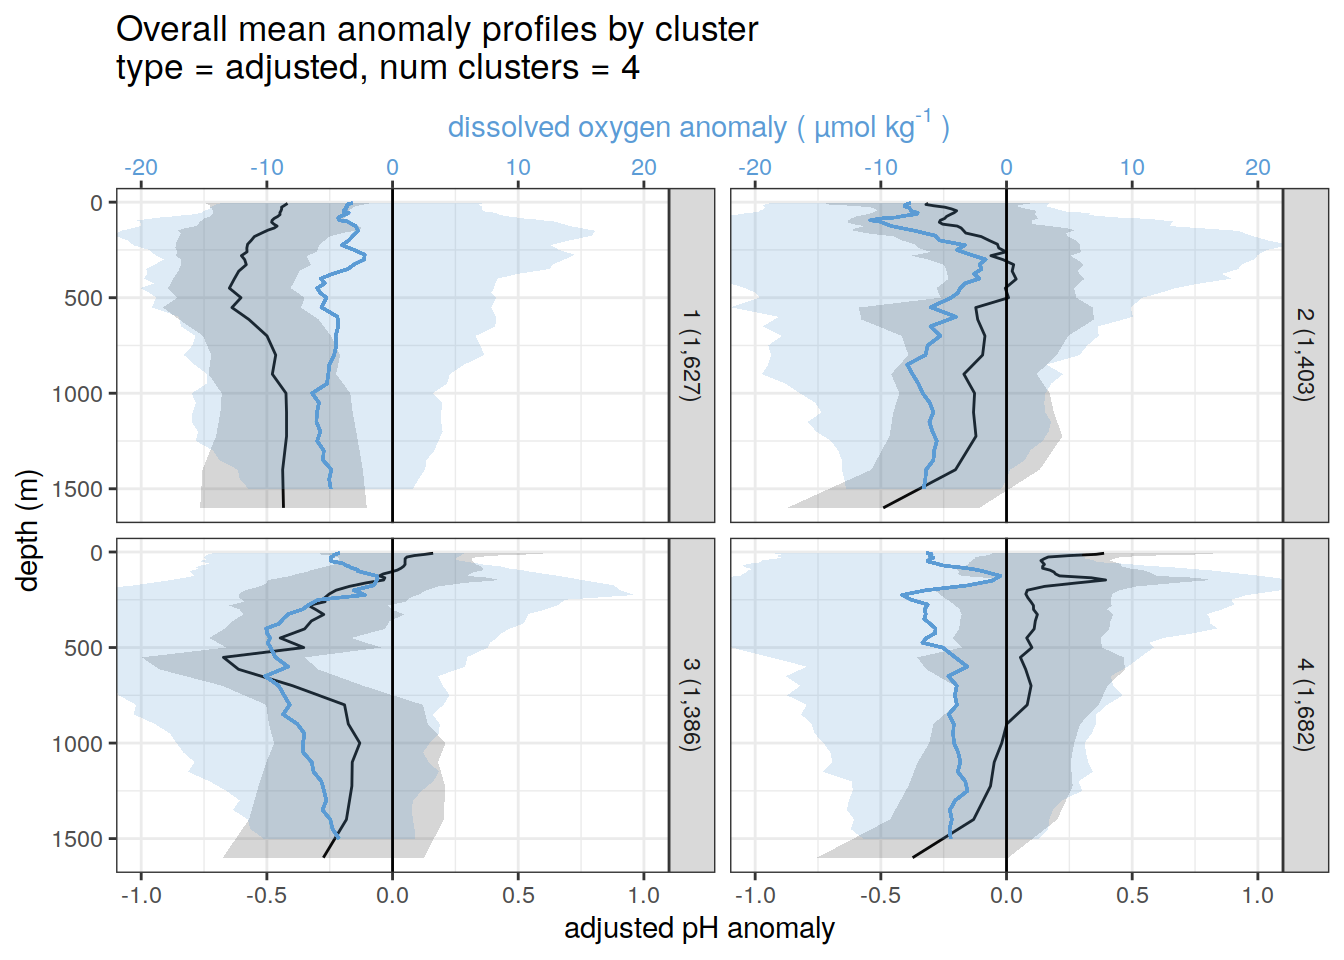 Overall mean anomaly profiles by cluster
type = adjusted, num clusters = 4
dissolved oxygen anomaly ( µmol kg-1 )
-20 -10 0 10 20 -20 -10 0 10 20
0
500
1000
1500
1 (1,627)
2 (1,403)
0
500
1000
1500
3 (1,386)
4 (1,682)
depth (m)
-1.0 -0.5 0.0 0.5 1.0 -1.0 -0.5 0.0 0.5 1.0
adjusted pH anomaly